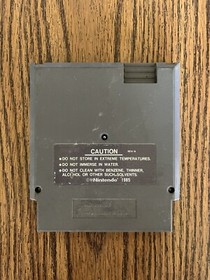 CAUTION
●DO NOT STORE IN EXTREME TEMPERATURES.
●DO NOT IMMERSE IN WATER.
●DO NOT CLEAN WITH BENZENE, THINNER,
ALCOHOL OR OTHER SUCH SOLVENTS.
©Nintendo 1985